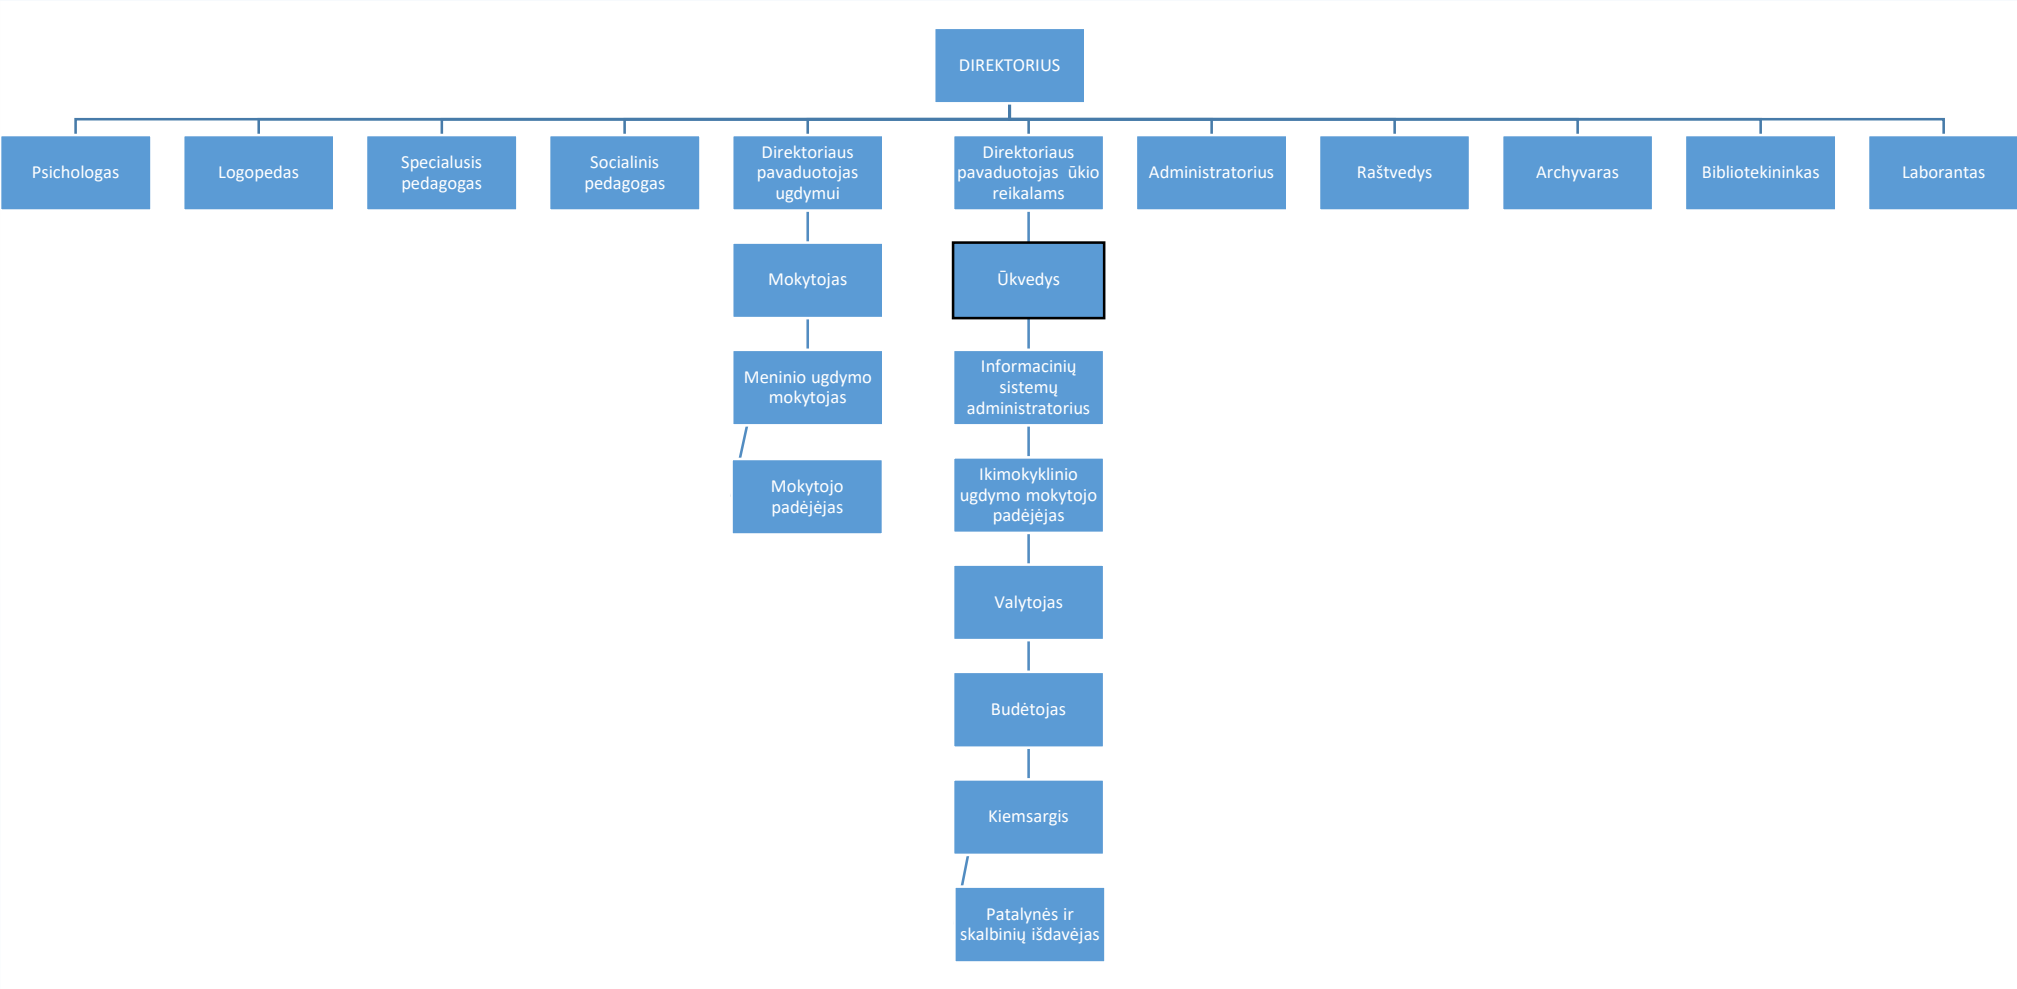 DIREKTORIUS
Psichologas
Logopedas
Specialusis
pedagogas
Socialinis
pedagogas
Direktoriaus
pavaduotojas
ugdymui
Direktoriaus
pavaduotojas ūkio
reikalams
Administratorius
Raštvedys
Archyvaras
Bibliotekininkas
Laborantas
Mokytojas
Meninio ugdymo
mokytojas
Mokytojo
padėjėjas
Ūkvedys
Informacinių
sistemų
administratorius
Ikimokyklinio
ugdymo mokytojo
padėjėjas
Valytojas
Budėtojas
Kiemsargis
Patalynės ir
skalbinių išdavėjas